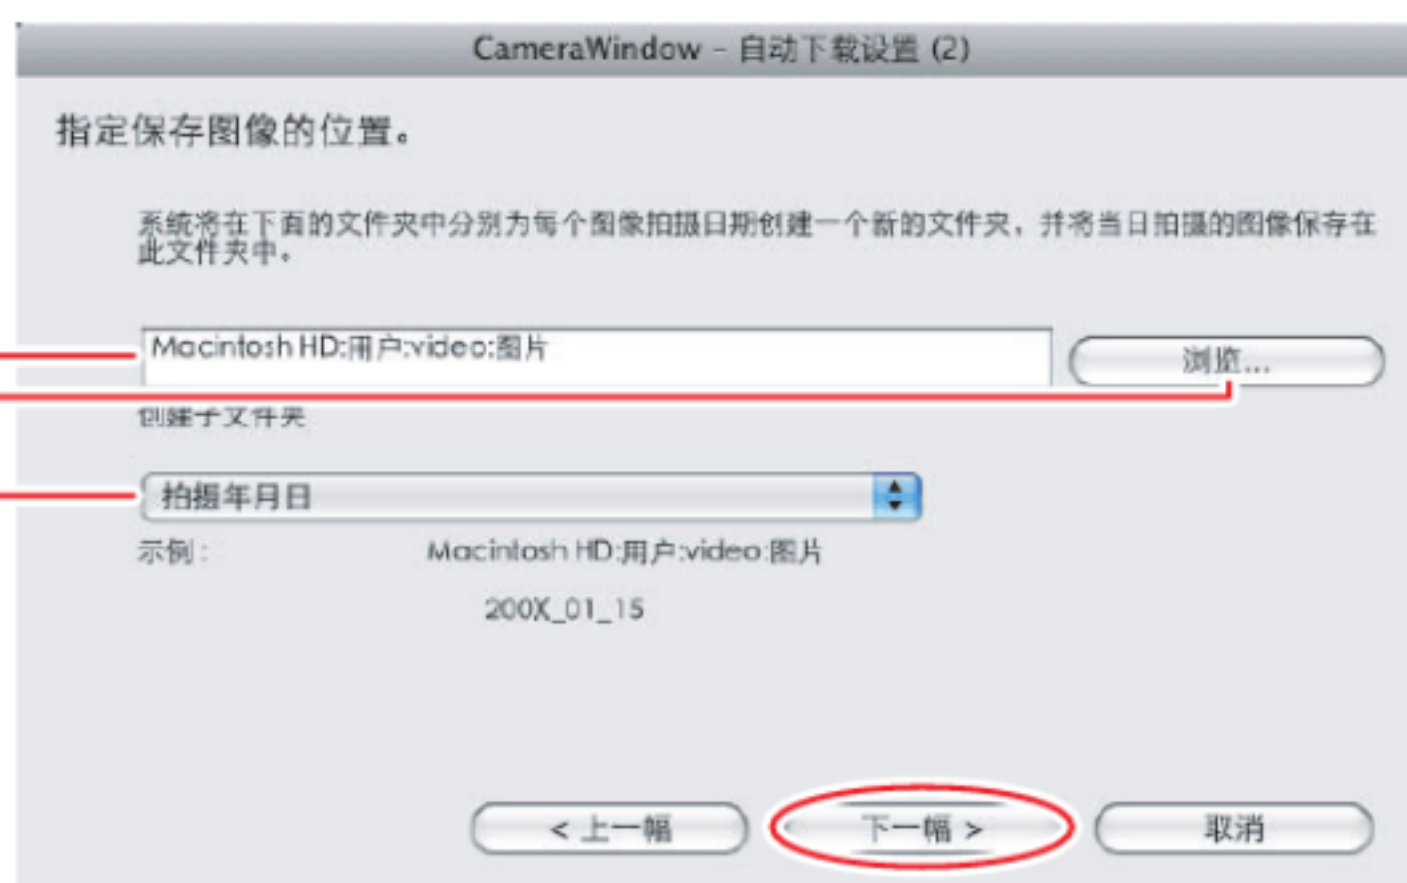 CameraWindow - 自动下载设置 (2)
指定保存图像的位置。
系统将在下面的文件夹中分别为每个图像拍摄日期创建一个新的文件夹，并将当日拍摄的图像保存在
此文件夹中。
Macintosh HD:用户:video:图片
浏览...
创建子文件夹
拍摄年月日
示例：
Macintosh HD:用户:video:图片
200X_01_15
< 上一幅
下一幅 >
取消